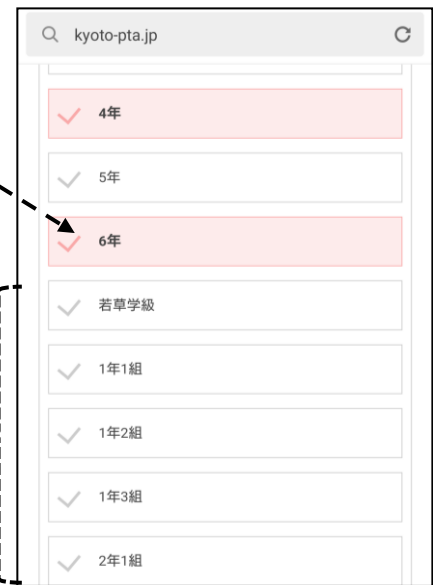 kyoto-pta.jp
4年
5年
6年
若草学級
1年1組
1年2組
1年3組
2年1組